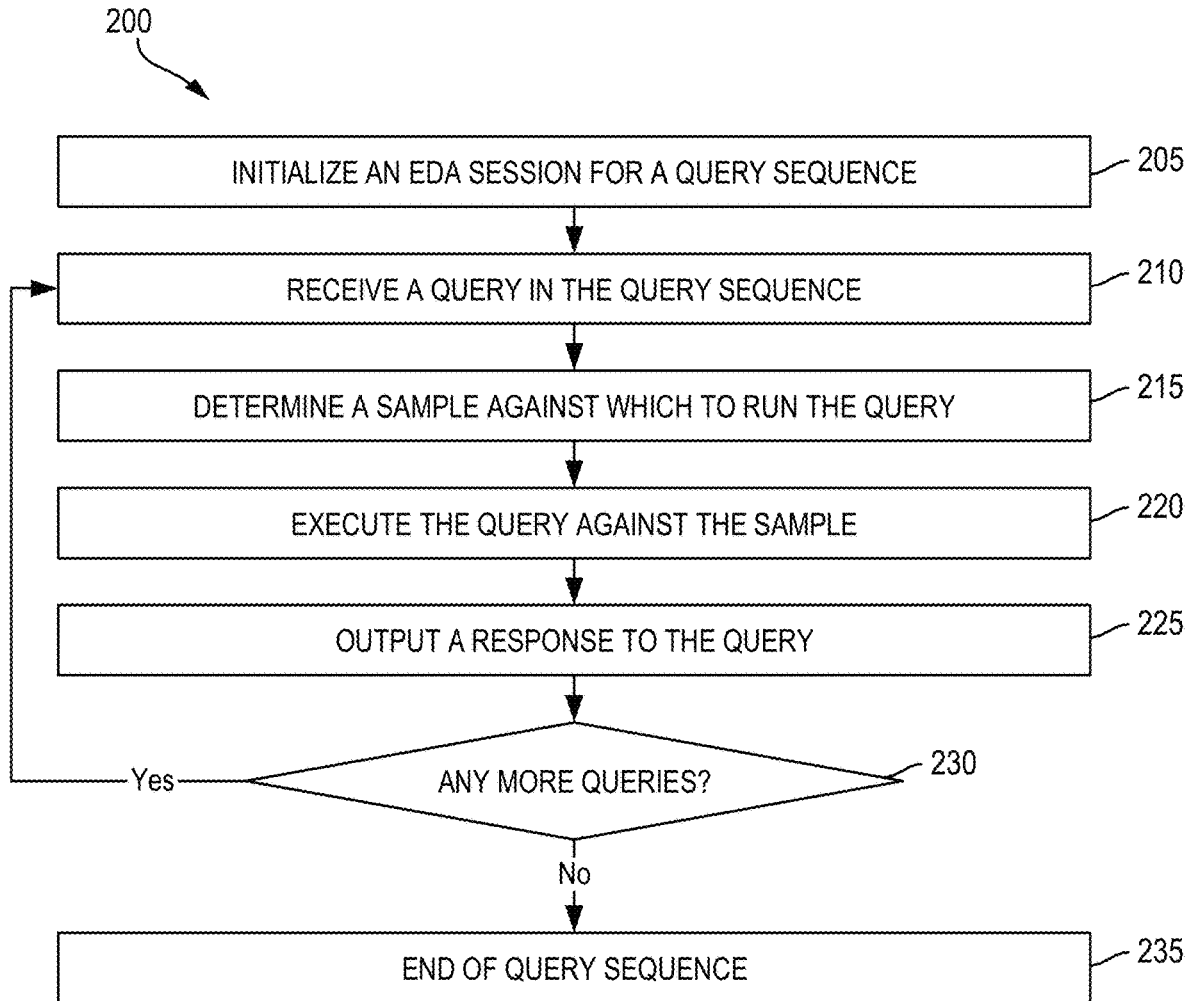 200
INITIALIZE AN EDA SESSION FOR A QUERY SEQUENCE
205
RECEIVE A QUERY IN THE QUERY SEQUENCE
210
DETERMINE A SAMPLE AGAINST WHICH TO RUN THE QUERY
215
EXECUTE THE QUERY AGAINST THE SAMPLE
220
OUTPUT A RESPONSE TO THE QUERY
225
Yes
ANY MORE QUERIES?
230
No
END OF QUERY SEQUENCE
235